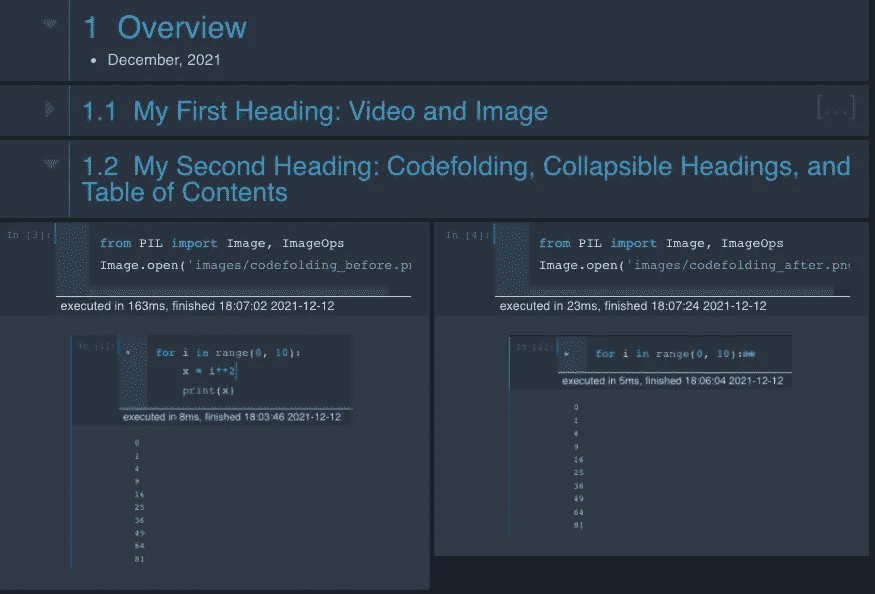 1 Overview
• December, 2021
1.1 My First Heading: Video and Image
[...]
1.2 My Second Heading: Codefolding, Collapsible Headings, and
Table of Contents
In [3]:
from PIL import Image, ImageOps
Image.open('images/codefolding_before.pn
executed in 163ms, finished 18:07:02 2021-12-12
In [4]:
for i in range(0, 10):
x = i**2
print(x)
executed in 8ms, finished 18:03:46 2021-12-12
0
1
4
9
16
25
36
49
64
81
In [4]:
from PIL import Image, ImageOps
Image.open('images/codefolding_after.png
executed in 23ms, finished 18:07:24 2021-12-12
for i in range(0, 10):
executed in 5ms, finished 18:06:04 2021-12-12
0
1
4
9
16
25
36
49
64
81